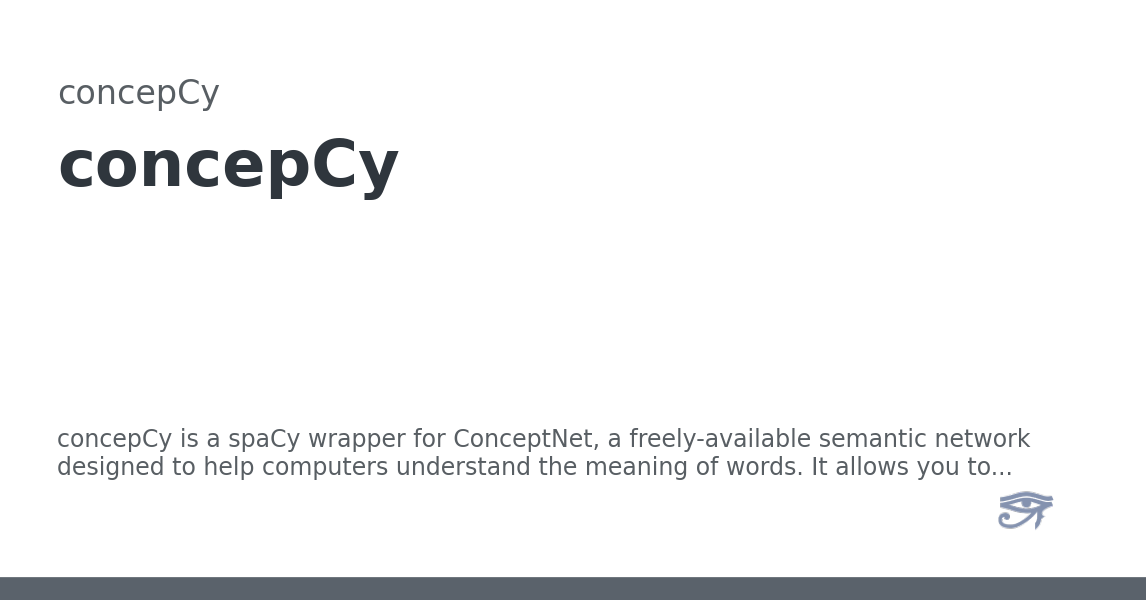 concepCy
concepCy
concepCy is a spaCy wrapper for ConceptNet, a freely-available semantic network
designed to help computers understand the meaning of words. It allows you to...